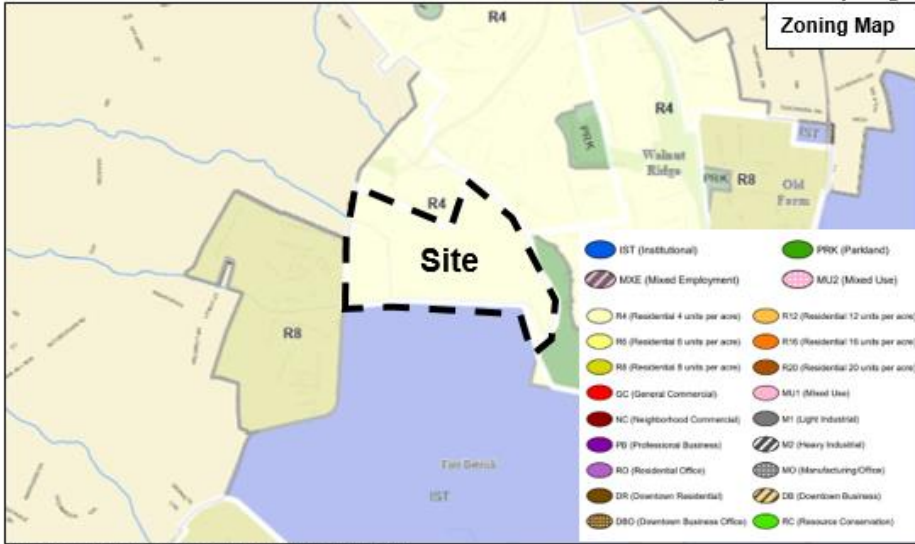 Zoning Map
R4
R4
PRK
IST
Walnut
Ridge
PRK
R8
Old
Farm
R4
Site
R8
Fort Detrick
IST
IST (Institutional)
PRK (Parkland)
MXE (Mixed Employment)
MU2 (Mixed Use)
R4 (Residential 4 units per acre)
R12 (Residential 12 units per acre)
R6 (Residential 6 units per acre)
R16 (Residential 16 units per acre)
R8 (Residential 8 units per acre)
R20 (Residential 20 units per acre)
GC (General Commercial)
MU1 (Mixed Use)
NC (Neighborhood Commercial)
M1 (Light Industrial)
PB (Professional Business)
M2 (Heavy Industrial)
RO (Residential Office)
MO (Manufacturing/Office)
DR (Downtown Residential)
DB (Downtown Business)
DBO (Downtown Business Office)
RC (Resource Conservation)